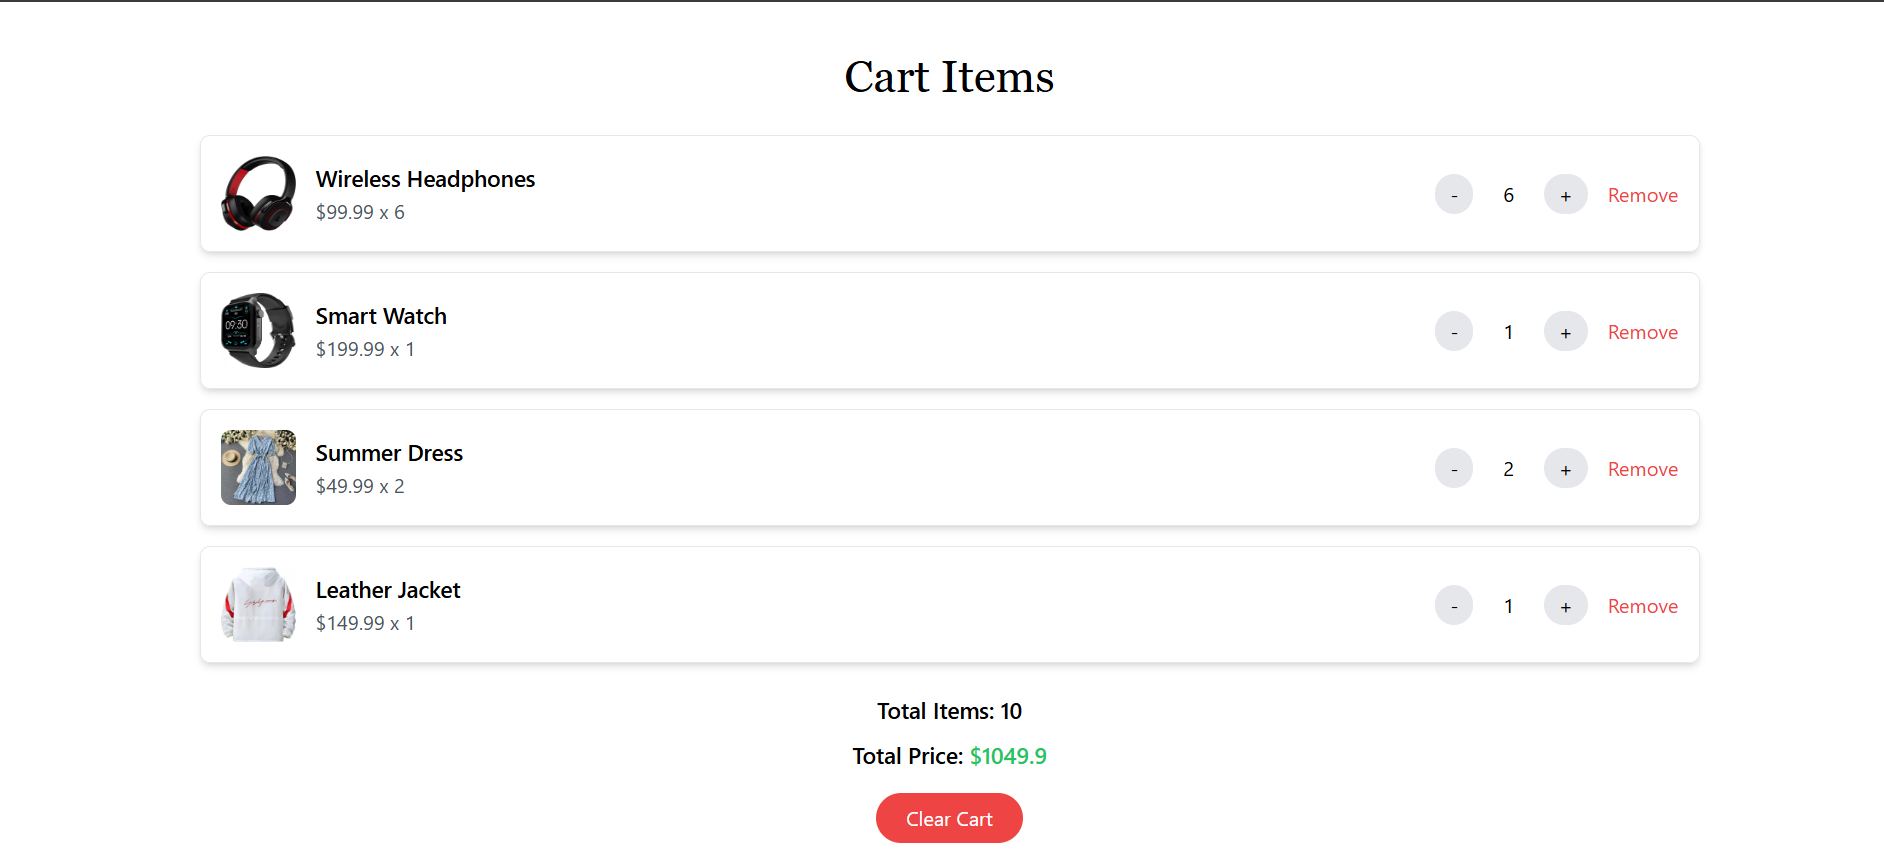 Cart Items
Wireless Headphones
$99.99 x 6
- 6 + Remove
09:30
Smart Watch
$199.99 x 1
- 1 + Remove
Summer Dress
$49.99 x 2
- 2 + Remove
Leather Jacket
$149.99 x 1
- 1 + Remove
Total Items: 10
Total Price: $1049.9
Clear Cart